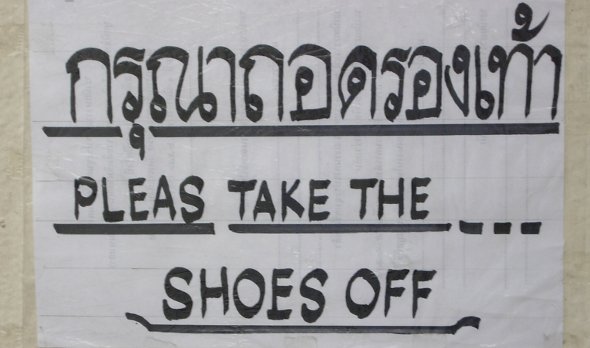 กรุณาถอดรองเท้า
PLEAS TAKE THE ---
SHOES OFF